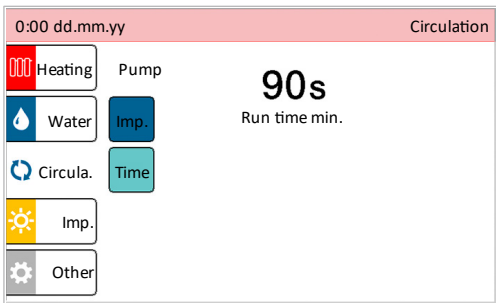 0:00 dd.mm.yy Circulation
Heating Pump
90s
Water Imp. Run time min.
Circula. Time
Imp.
Other